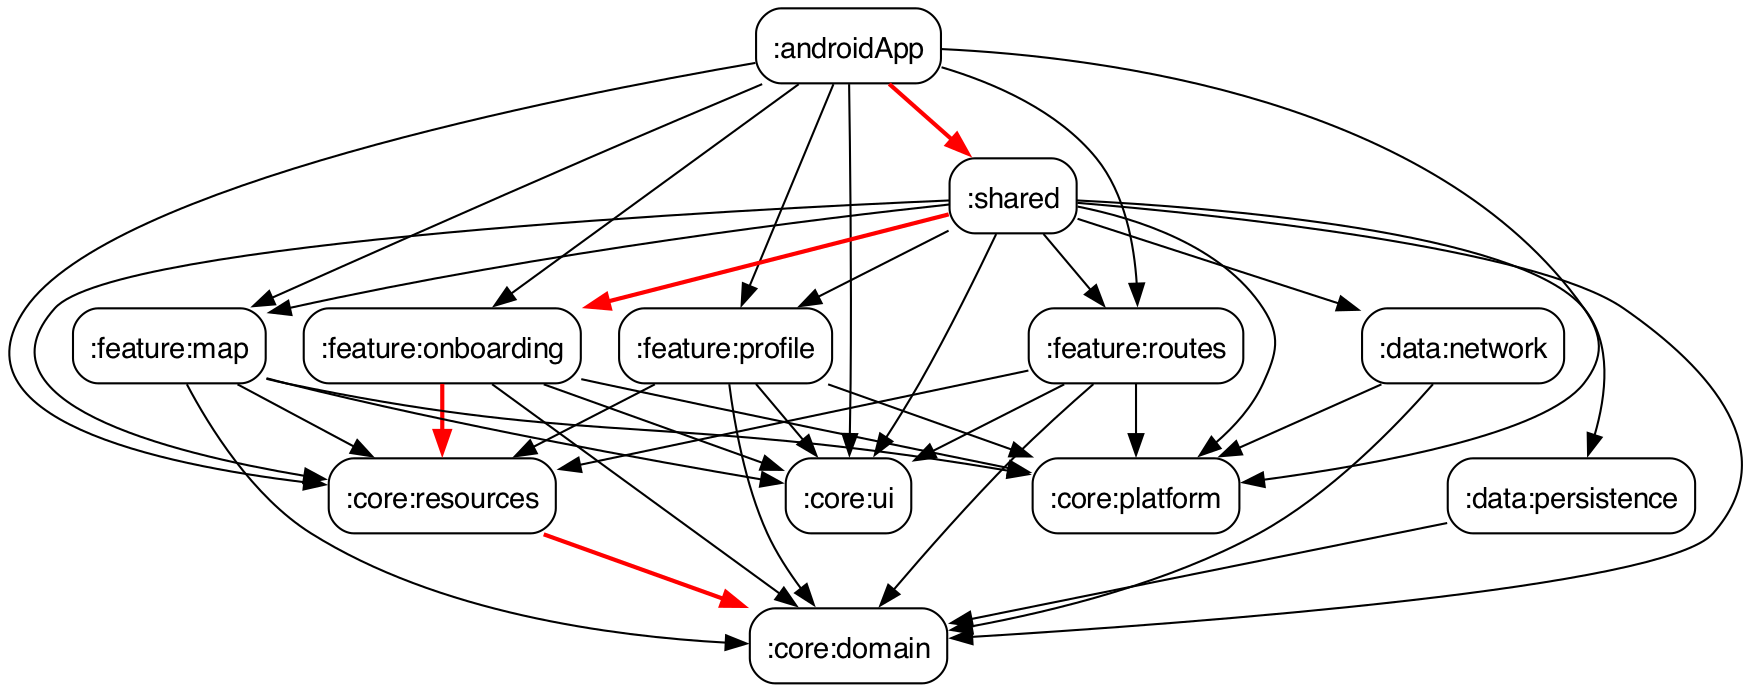 :androidApp
:shared
:feature:map
:feature:onboarding
:feature:profile
:feature:routes
:data:network
:core:resources
:core:ui
:core:platform
:data:persistence
:core:domain